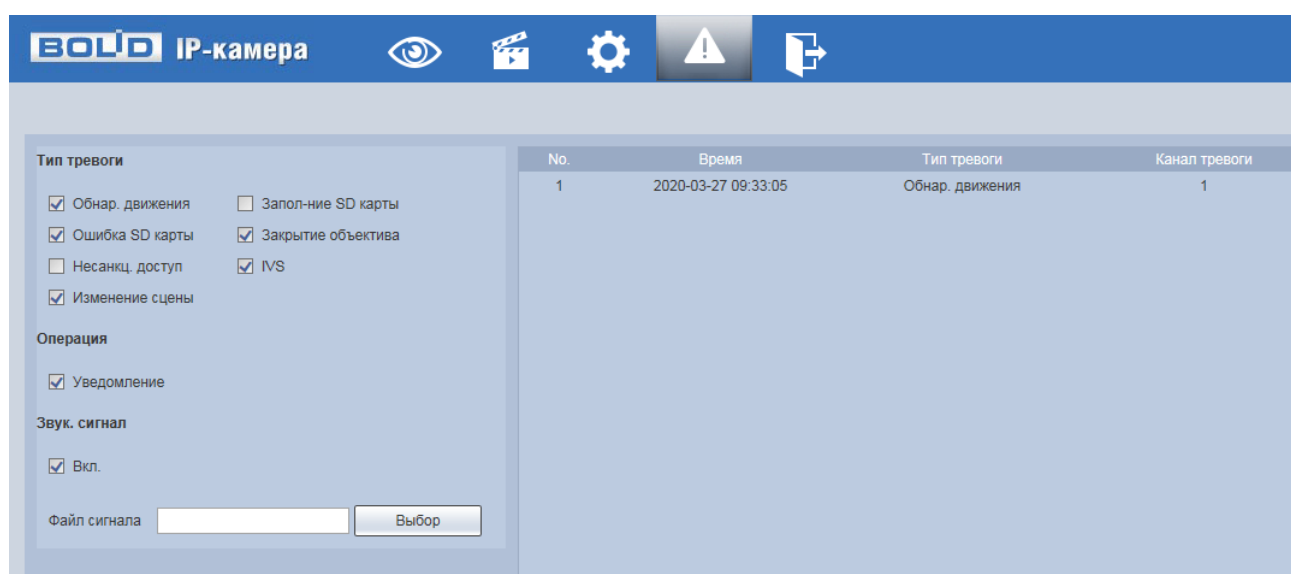 BOLID IP-камера
Тип тревоги
Обнар. движения Запол-ние SD карты
Ошибка SD карты Закрытие объектива
Несанкц. доступ IVS
Изменение сцены
Операция
Уведомление
Звук. сигнал
Вкл.
Файл сигнала Выбор
No. Время Тип тревоги Канал тревоги
1 2020-03-27 09:33:05 Обнар. движения 1